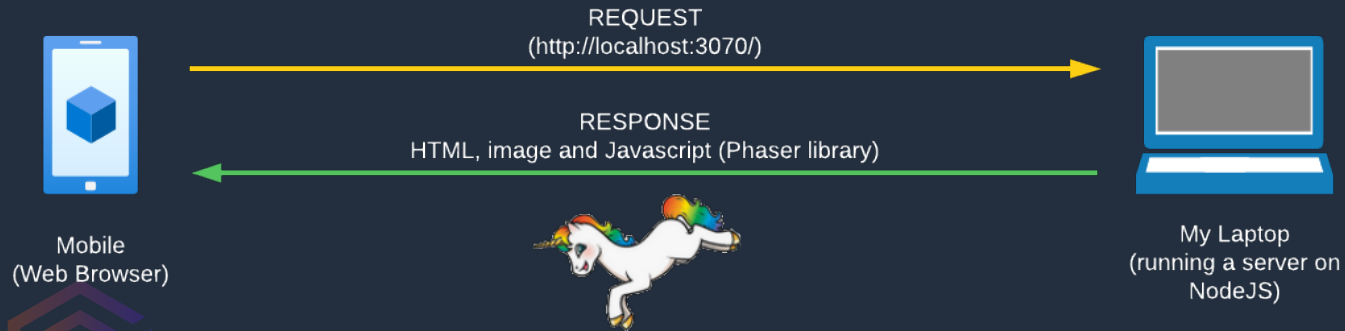 REQUEST
(http://localhost:3070/)
RESPONSE
HTML, image and Javascript (Phaser library)
Mobile
(Web Browser)
My Laptop
(running a server on
NodeJS)